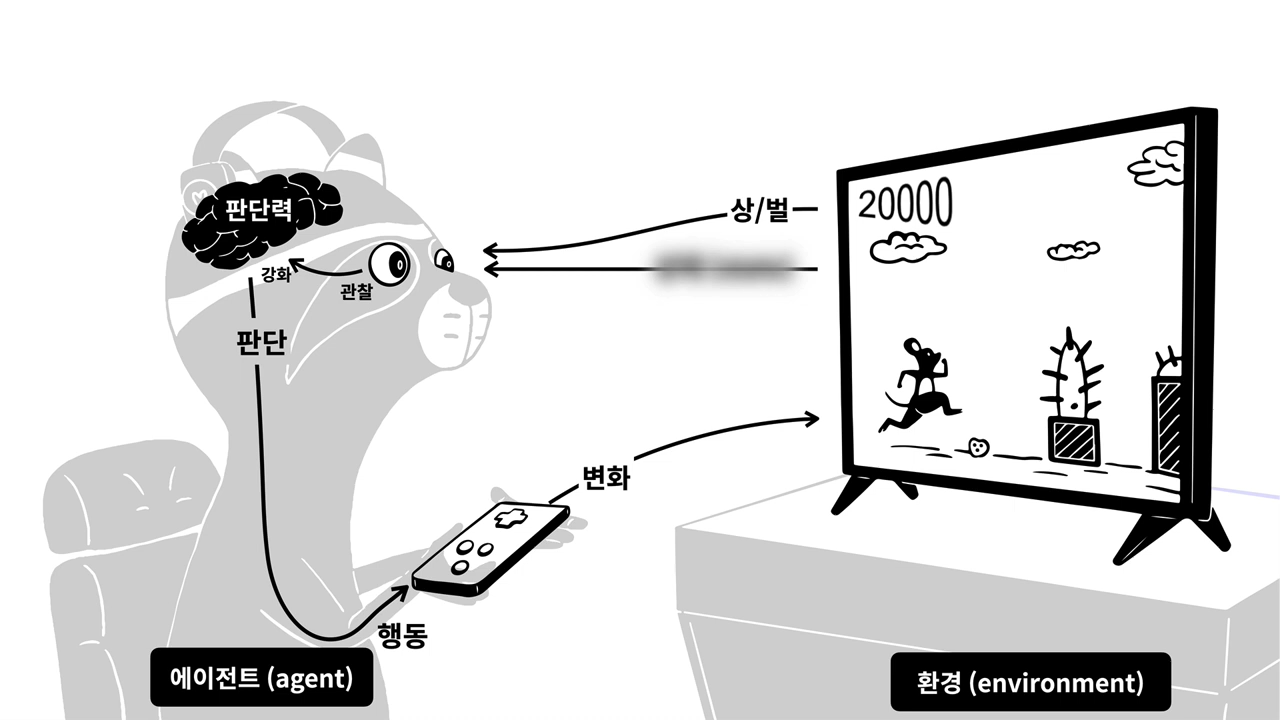 판단력
강화
관찰
판단
행동
변화
상/벌
20000
에이전트 (agent)
환경 (environment)